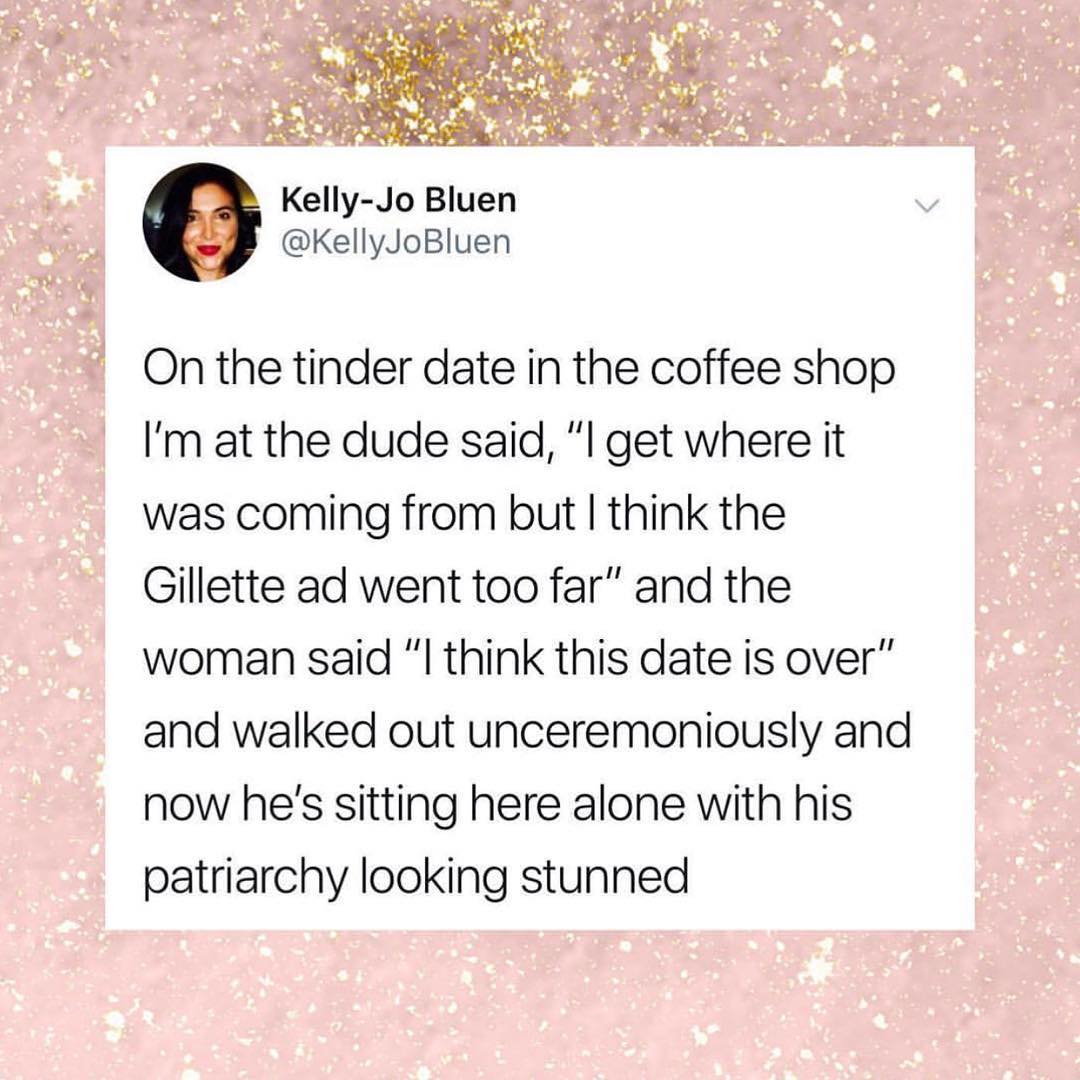 Kelly-Jo Bluen
@KellyJoBluen
On the tinder date in the coffee shop
I'm at the dude said, "I get where it
was coming from but I think the
Gillette ad went too far" and the
woman said "I think this date is over"
and walked out unceremoniously and
now he's sitting here alone with his
patriarchy looking stunned